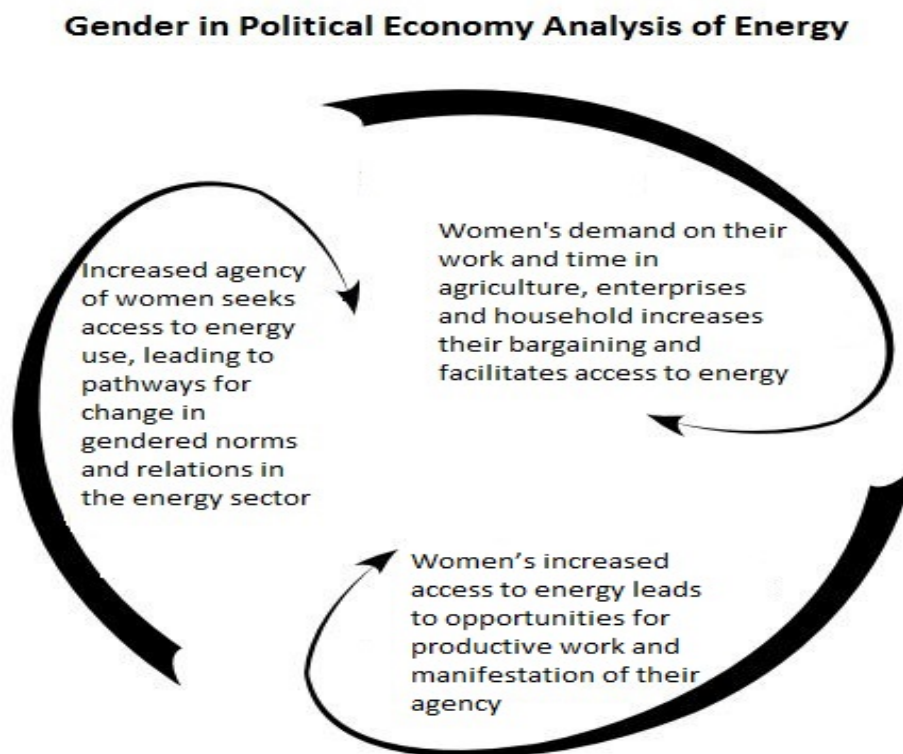 Gender in Political Economy Analysis of Energy
Women's demand on their
work and time in
agriculture, enterprises
and household increases
their bargaining and
facilitates access to energy
Increased agency
of women seeks
access to energy
use, leading to
pathways for
change in
gendered norms
and relations in
the energy sector
Women’s increased
access to energy leads
to opportunities for
productive work and
manifestation of their
agency